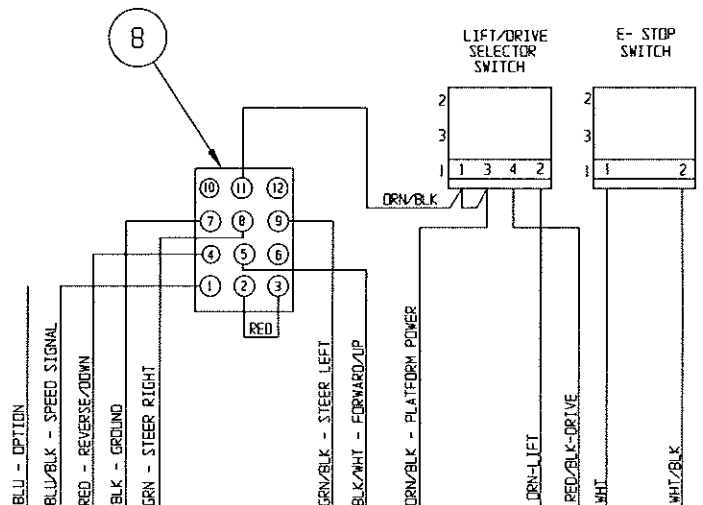 8
LIFT/DRIVE
SELECTOR
SWITCH
E- STOP
SWITCH
2
3
1 1 3 4 2
2
3
1 1 2
ORN/BLK
10 11 12
7 8 9
4 5 6
1 2 3
RED
BLU - OPTION
BLU/BLK - SPEED SIGNAL
RED - REVERSE/DOWN
BLK - GROUND
GRN - STEER RIGHT
GRN/BLK - STEER LEFT
BLK/WHT - FORWARD/UP
ORN/BLK - PLATFORM POWER
ORN-LIFT
RED/BLK-DRIVE
WHT
WHT/BLK